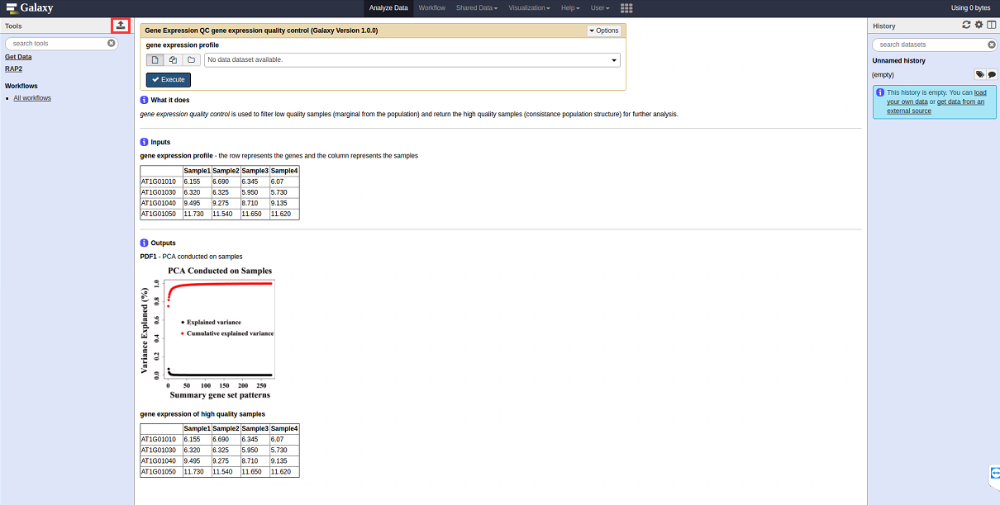 Galaxy
Analyze Data Workflow Shared Data Visualization Help User
Using 0 bytes
Tools
search tools
Get Data
RAP2
Workflows
All workflows
Gene Expression QC gene expression quality control (Galaxy Version 1.0.0)
Options
gene expression profile
No data dataset available.
Execute
What it does
gene expression quality control is used to filter low quality samples (marginal from the population) and return the high quality samples (consistance population structure) for further analysis.
Inputs
gene expression profile - the row represents the genes and the column represents the samples
Sample1 Sample2 Sample3 Sample4
AT1G01010 6.155 6.690 6.345 6.07
AT1G01030 6.320 6.325 5.950 5.730
AT1G01040 9.495 9.275 8.710 9.135
AT1G01050 11.730 11.540 11.650 11.620
Outputs
PDF1 - PCA conducted on samples
PCA Conducted on Samples
Variance Explaned (%)
1.0
0.8
0.6
0.4
0.2
0.0
Explained variance
Cumulative explained variance
0 50 100 150 200 250
Summary gene set patterns
gene expression of high quality samples
Sample1 Sample2 Sample3 Sample4
AT1G01010 6.155 6.690 6.345 6.07
AT1G01030 6.320 6.325 5.950 5.730
AT1G01040 9.495 9.275 8.710 9.135
AT1G01050 11.730 11.540 11.650 11.620
History
search datasets
Unnamed history
(empty)
This history is empty. You can load
your own data or get data from an
external source